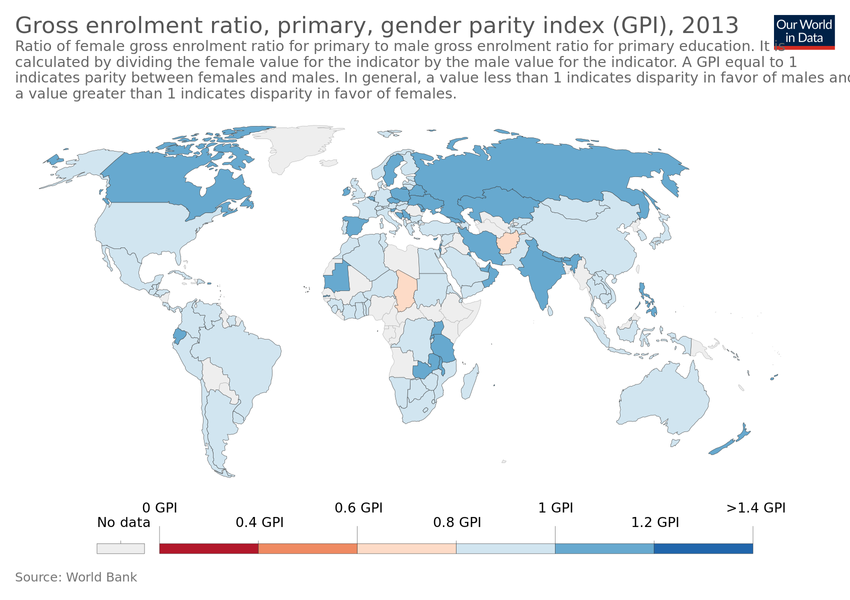 Gross enrolment ratio, primary, gender parity index (GPI), 2013
Our World
in Data
Ratio of female gross enrolment ratio for primary to male gross enrolment ratio for primary education. It is
calculated by dividing the female value for the indicator by the male value for the indicator. A GPI equal to 1
indicates parity between females and males. In general, a value less than 1 indicates disparity in favor of males and
a value greater than 1 indicates disparity in favor of females.
0 GPI 0.6 GPI 1 GPI >1.4 GPI
No data 0.4 GPI 0.8 GPI 1.2 GPI
Source: World Bank